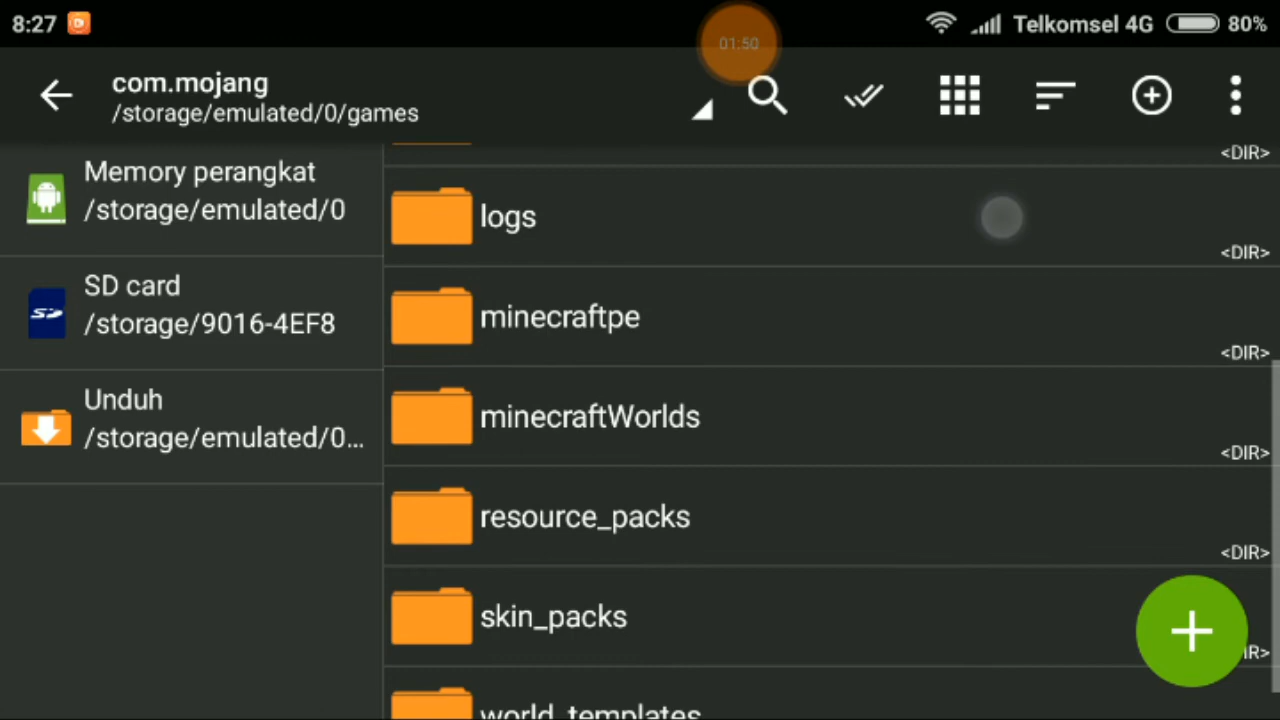 8:27
01:50
Telkomsel 4G
80%
com.mojang
/storage/emulated/0/games
Memory perangkat
/storage/emulated/0
SD card
/storage/9016-4EF8
Unduh
/storage/emulated/0...
<DIR>
logs
<DIR>
minecraftpe
<DIR>
minecraftWorlds
<DIR>
resource_packs
<DIR>
skin_packs
IR>
world_templates